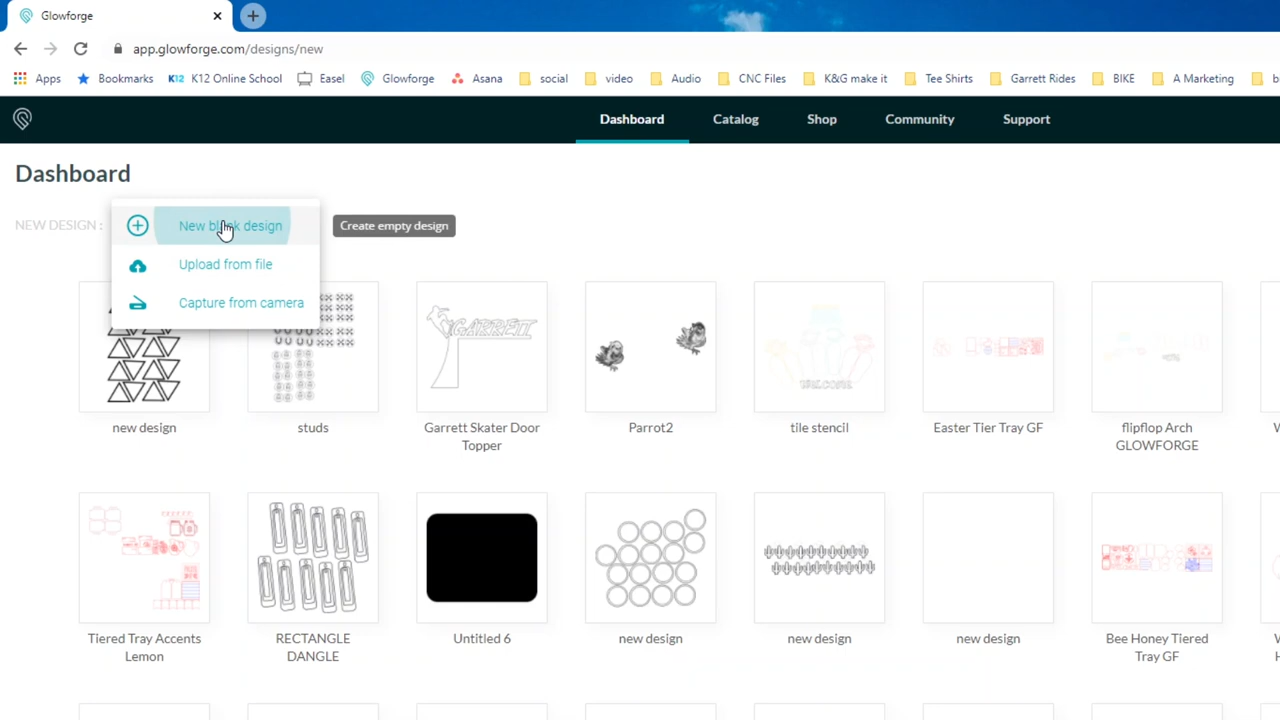 Glowforge
app.glowforge.com/designs/new
Apps Bookmarks K12 K12 Online School Easel Glowforge Asana social video Audio CNC Files K&G make it Tee Shirts Garrett Rides BIKE A Marketing b
Dashboard Catalog Shop Community Support
Dashboard
NEW DESIGN :
New blank design
Create empty design
Upload from file
Capture from camera
GARRETT
WELCOME
new design studs Garrett Skater Door Parrot2 tile stencil Easter Tier Tray GF flipflop Arch W
Topper GLOWFORGE
Tiered Tray Accents RECTANGLE Untitled 6 new design new design new design Bee Honey Tiered W
Lemon DANGLE Tray GF H